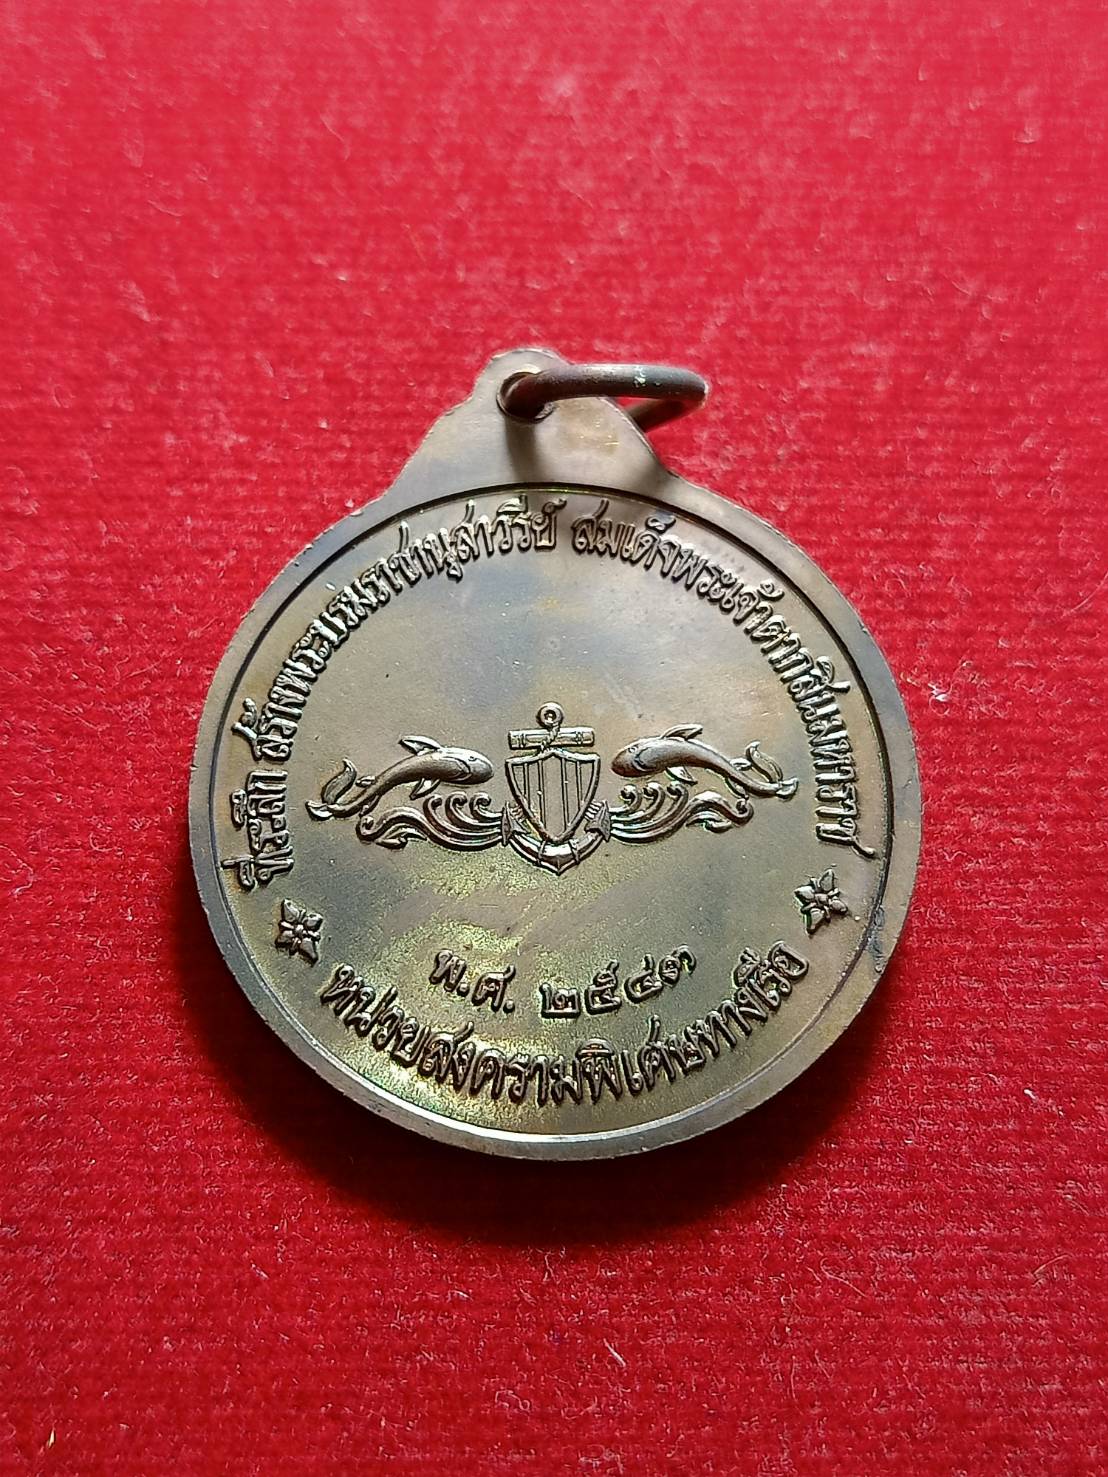 ที่ระลึก สร้างพระบรมราชานุสาวรีย์ สมเด็จพระเจ้าตากสินมหาราช
พ.ศ. ๒๕๔๓
หน่วยสงครามพิเศษทางเรือ